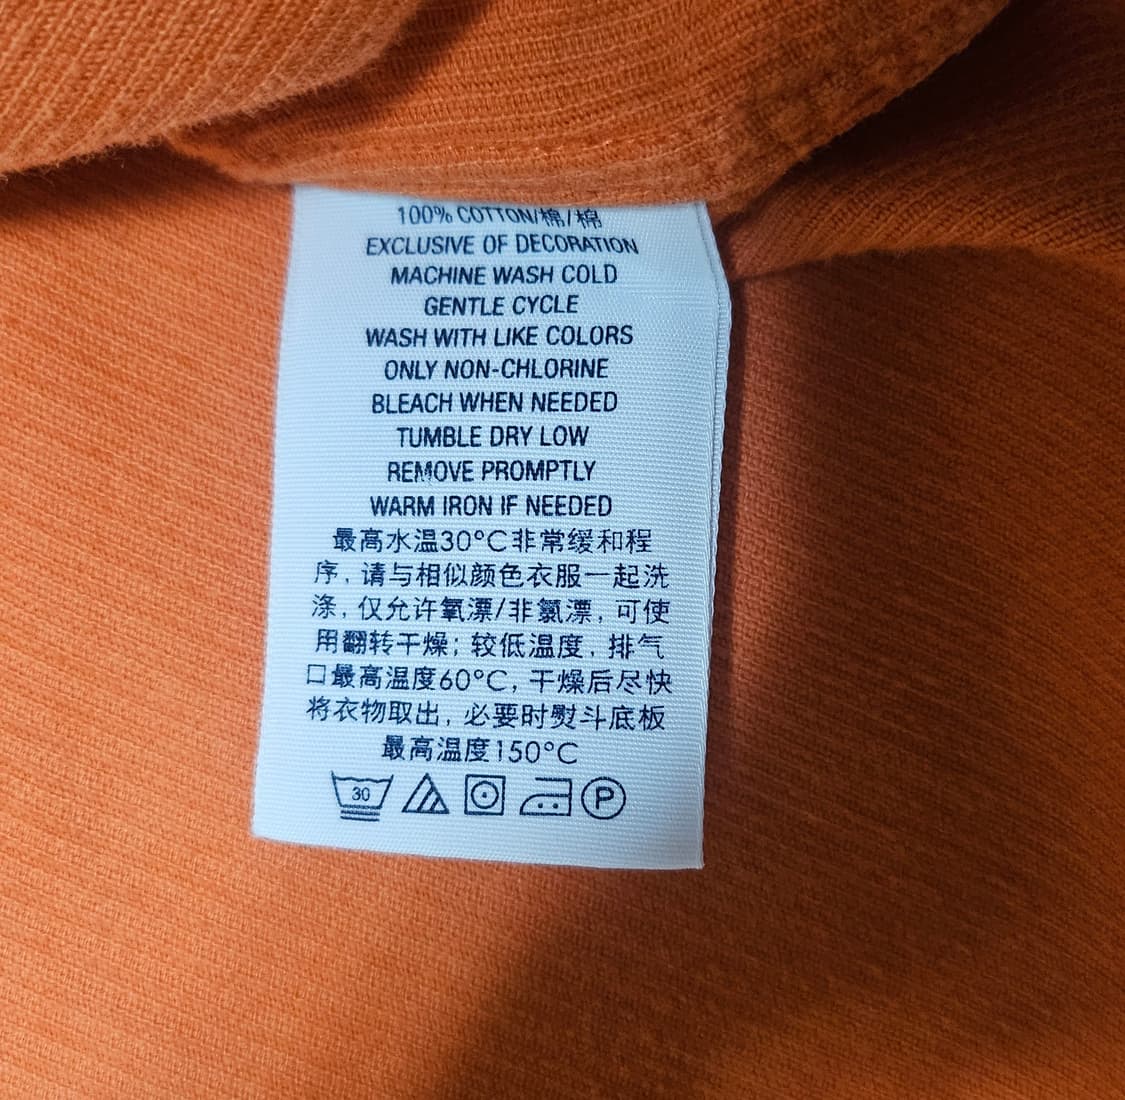 100% COTTON/棉/棉
EXCLUSIVE OF DECORATION
MACHINE WASH COLD
GENTLE CYCLE
WASH WITH LIKE COLORS
ONLY NON-CHLORINE
BLEACH WHEN NEEDED
TUMBLE DRY LOW
REMOVE PROMPTLY
WARM IRON IF NEEDED
最高水温30°C非常缓和程
序, 请与相似颜色衣服一起洗
涤, 仅允许氧漂/非氯漂, 可使
用翻转干燥; 较低温度, 排气
口最高温度60°C, 干燥后尽快
将衣物取出, 必要时熨斗底板
最高温度150°C
30 P